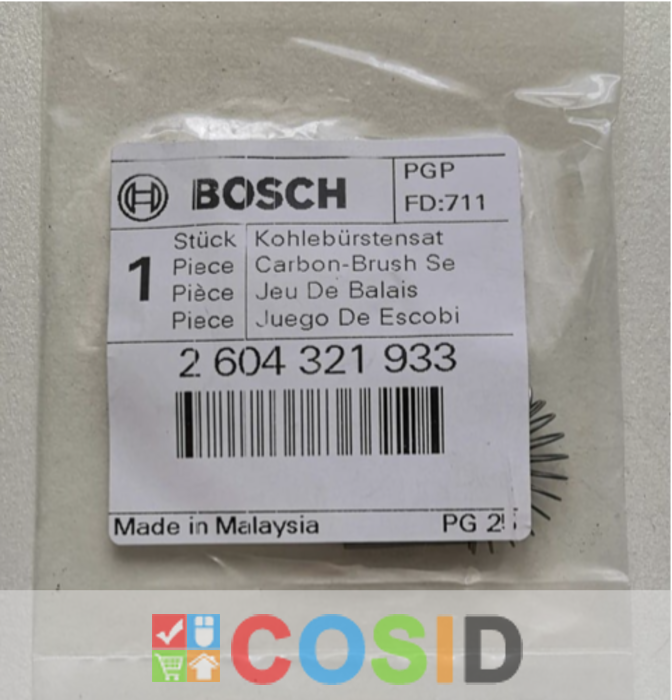 BOSCH
PGP
FD:711
1
Stück Kohlebürstensat
Piece Carbon-Brush Se
Pièce Jeu De Balais
Piece Juego De Escobi
2 604 321 933
Made in Malaysia
PG
COSID